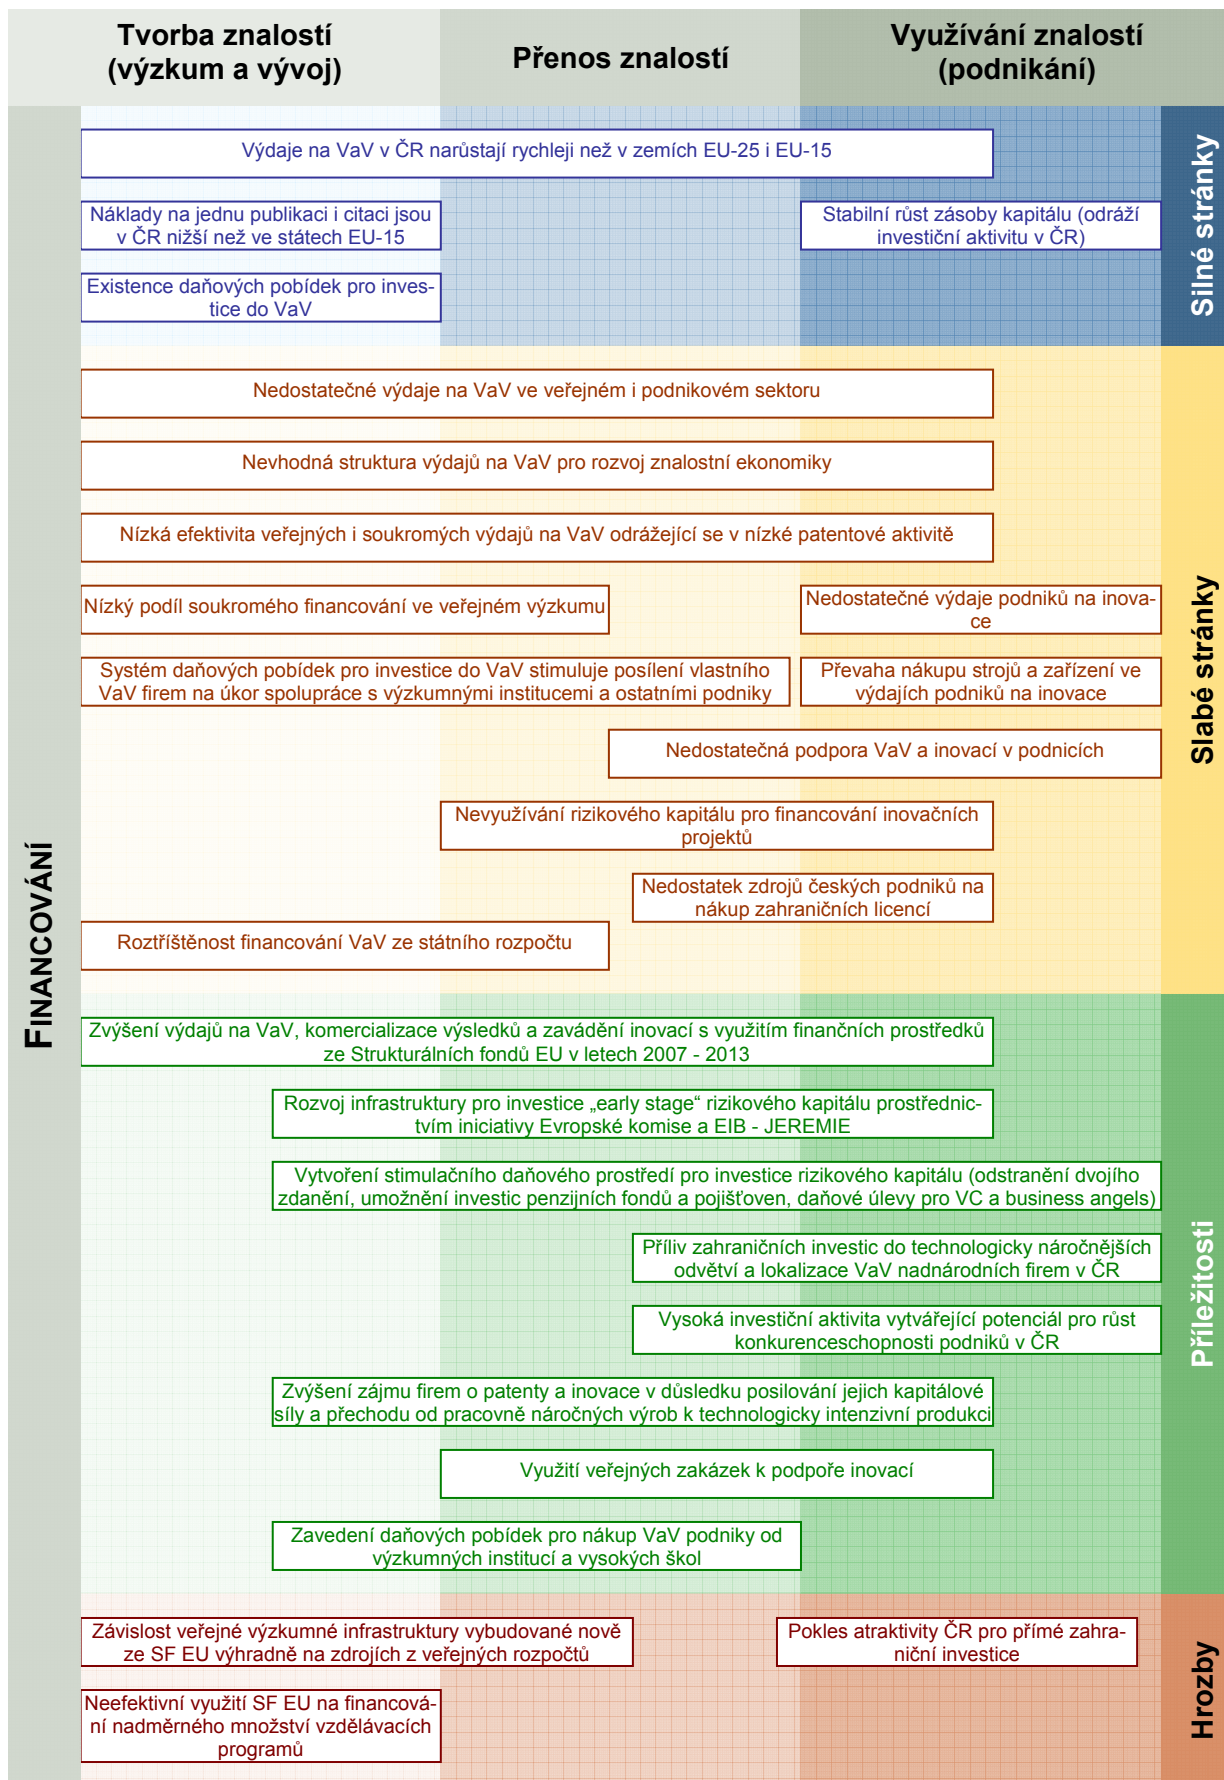 Tvorba znalostí
(výzkum a vývoj)
Přenos znalostí
Využívání znalostí
(podnikání)
FINANCOVÁNÍ
Silné stránky
Výdaje na VaV v ČR narůstají rychleji než v zemích EU-25 i EU-15
Náklady na jednu publikaci i citaci jsou
v ČR nižší než ve státech EU-15
Stabilní růst zásoby kapitálu (odráží
investiční aktivitu v ČR)
Existence daňových pobídek pro inves-
tice do VaV
Slabé stránky
Nedostatečné výdaje na VaV ve veřejném i podnikovém sektoru
Nevhodná struktura výdajů na VaV pro rozvoj znalostní ekonomiky
Nízká efektivita veřejných i soukromých výdajů na VaV odrážející se v nízké patentové aktivitě
Nízký podíl soukromého financování ve veřejném výzkumu
Nedostatečné výdaje podniků na inova-
ce
Systém daňových pobídek pro investice do VaV stimuluje posílení vlastního
VaV firem na úkor spolupráce s výzkumnými institucemi a ostatními podniky
Převaha nákupu strojů a zařízení ve
výdajích podniků na inovace
Nedostatečná podpora VaV a inovací v podnicích
Nevyužívání rizikového kapitálu pro financování inovačních
projektů
Nedostatek zdrojů českých podniků na
nákup zahraničních licencí
Roztříštěnost financování VaV ze státního rozpočtu
Příležitosti
Zvýšení výdajů na VaV, komercializace výsledků a zavádění inovací s využitím finančních prostředků
ze Strukturálních fondů EU v letech 2007 - 2013
Rozvoj infrastruktury pro investice „early stage“ rizikového kapitálu prostřednic-
tvím iniciativy Evropské komise a EIB - JEREMIE
Vytvoření stimulačního daňového prostředí pro investice rizikového kapitálu (odstranění dvojího
zdanění, umožnění investic penzijních fondů a pojišťoven, daňové úlevy pro VC a business angels)
Příliv zahraničních investic do technologicky náročnějších
odvětví a lokalizace VaV nadnárodních firem v ČR
Vysoká investiční aktivita vytvářející potenciál pro růst
konkurenceschopnosti podniků v ČR
Zvýšení zájmu firem o patenty a inovace v důsledku posilování jejich kapitálové
síly a přechodu od pracovně náročných výrob k technologicky intenzivní produkci
Využití veřejných zakázek k podpoře inovací
Zavedení daňových pobídek pro nákup VaV podniky od
výzkumných institucí a vysokých škol
Hrozby
Závislost veřejné výzkumné infrastruktury vybudované nově
ze SF EU výhradně na zdrojích z veřejných rozpočtů
Pokles atraktivity ČR pro přímé zahra-
niční investice
Neefektivní využití SF EU na financová-
ní nadměrného množství vzdělávacích
programů